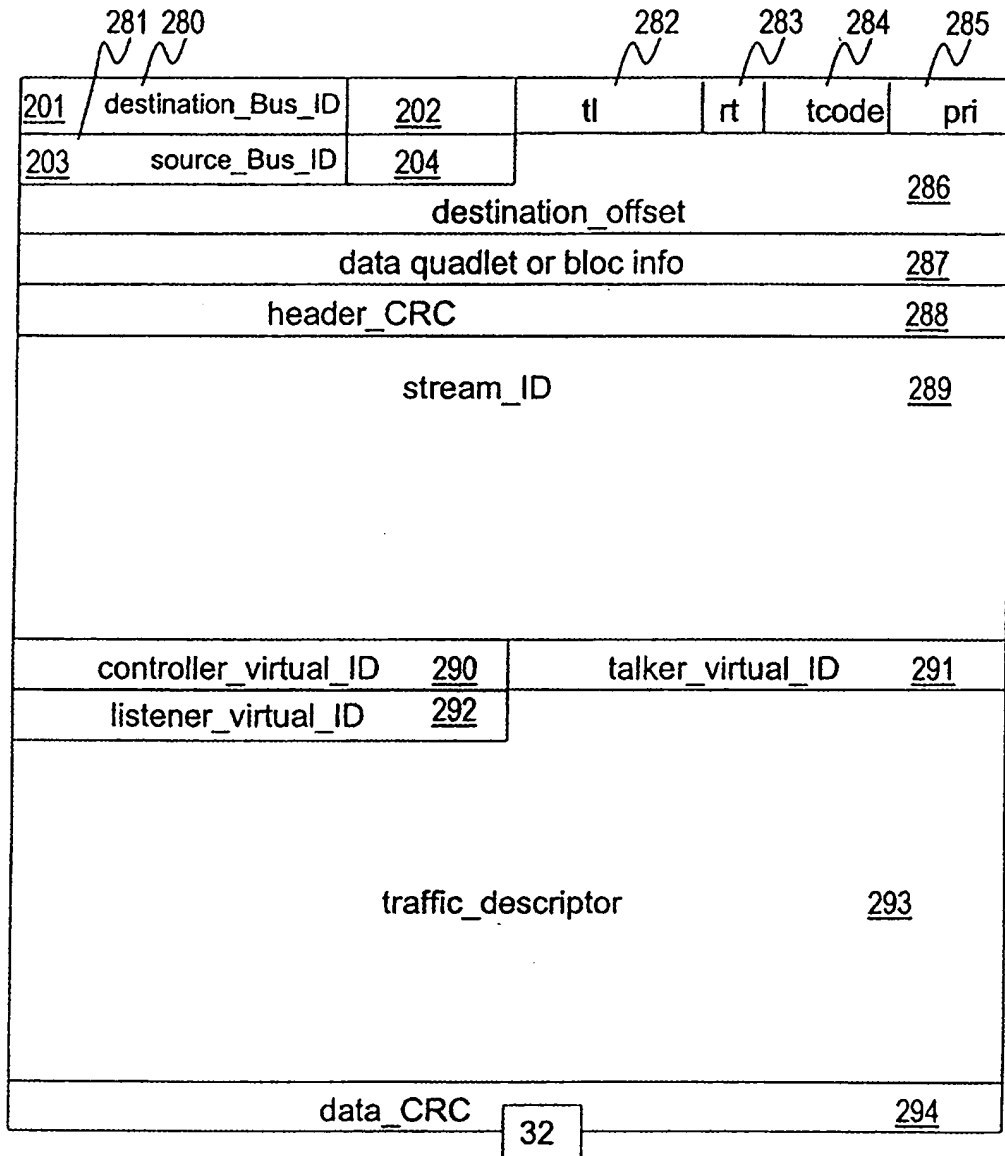 281 280 282 283 284 285
201 destination_Bus_ID 202 tl rt tcode pri
203 source_Bus_ID 204
286
destination_offset
data quadlet or bloc info 287
header_CRC 288
stream_ID 289
controller_virtual_ID 290 talker_virtual_ID 291
listener_virtual_ID 292
traffic_descriptor 293
data_CRC 294
32